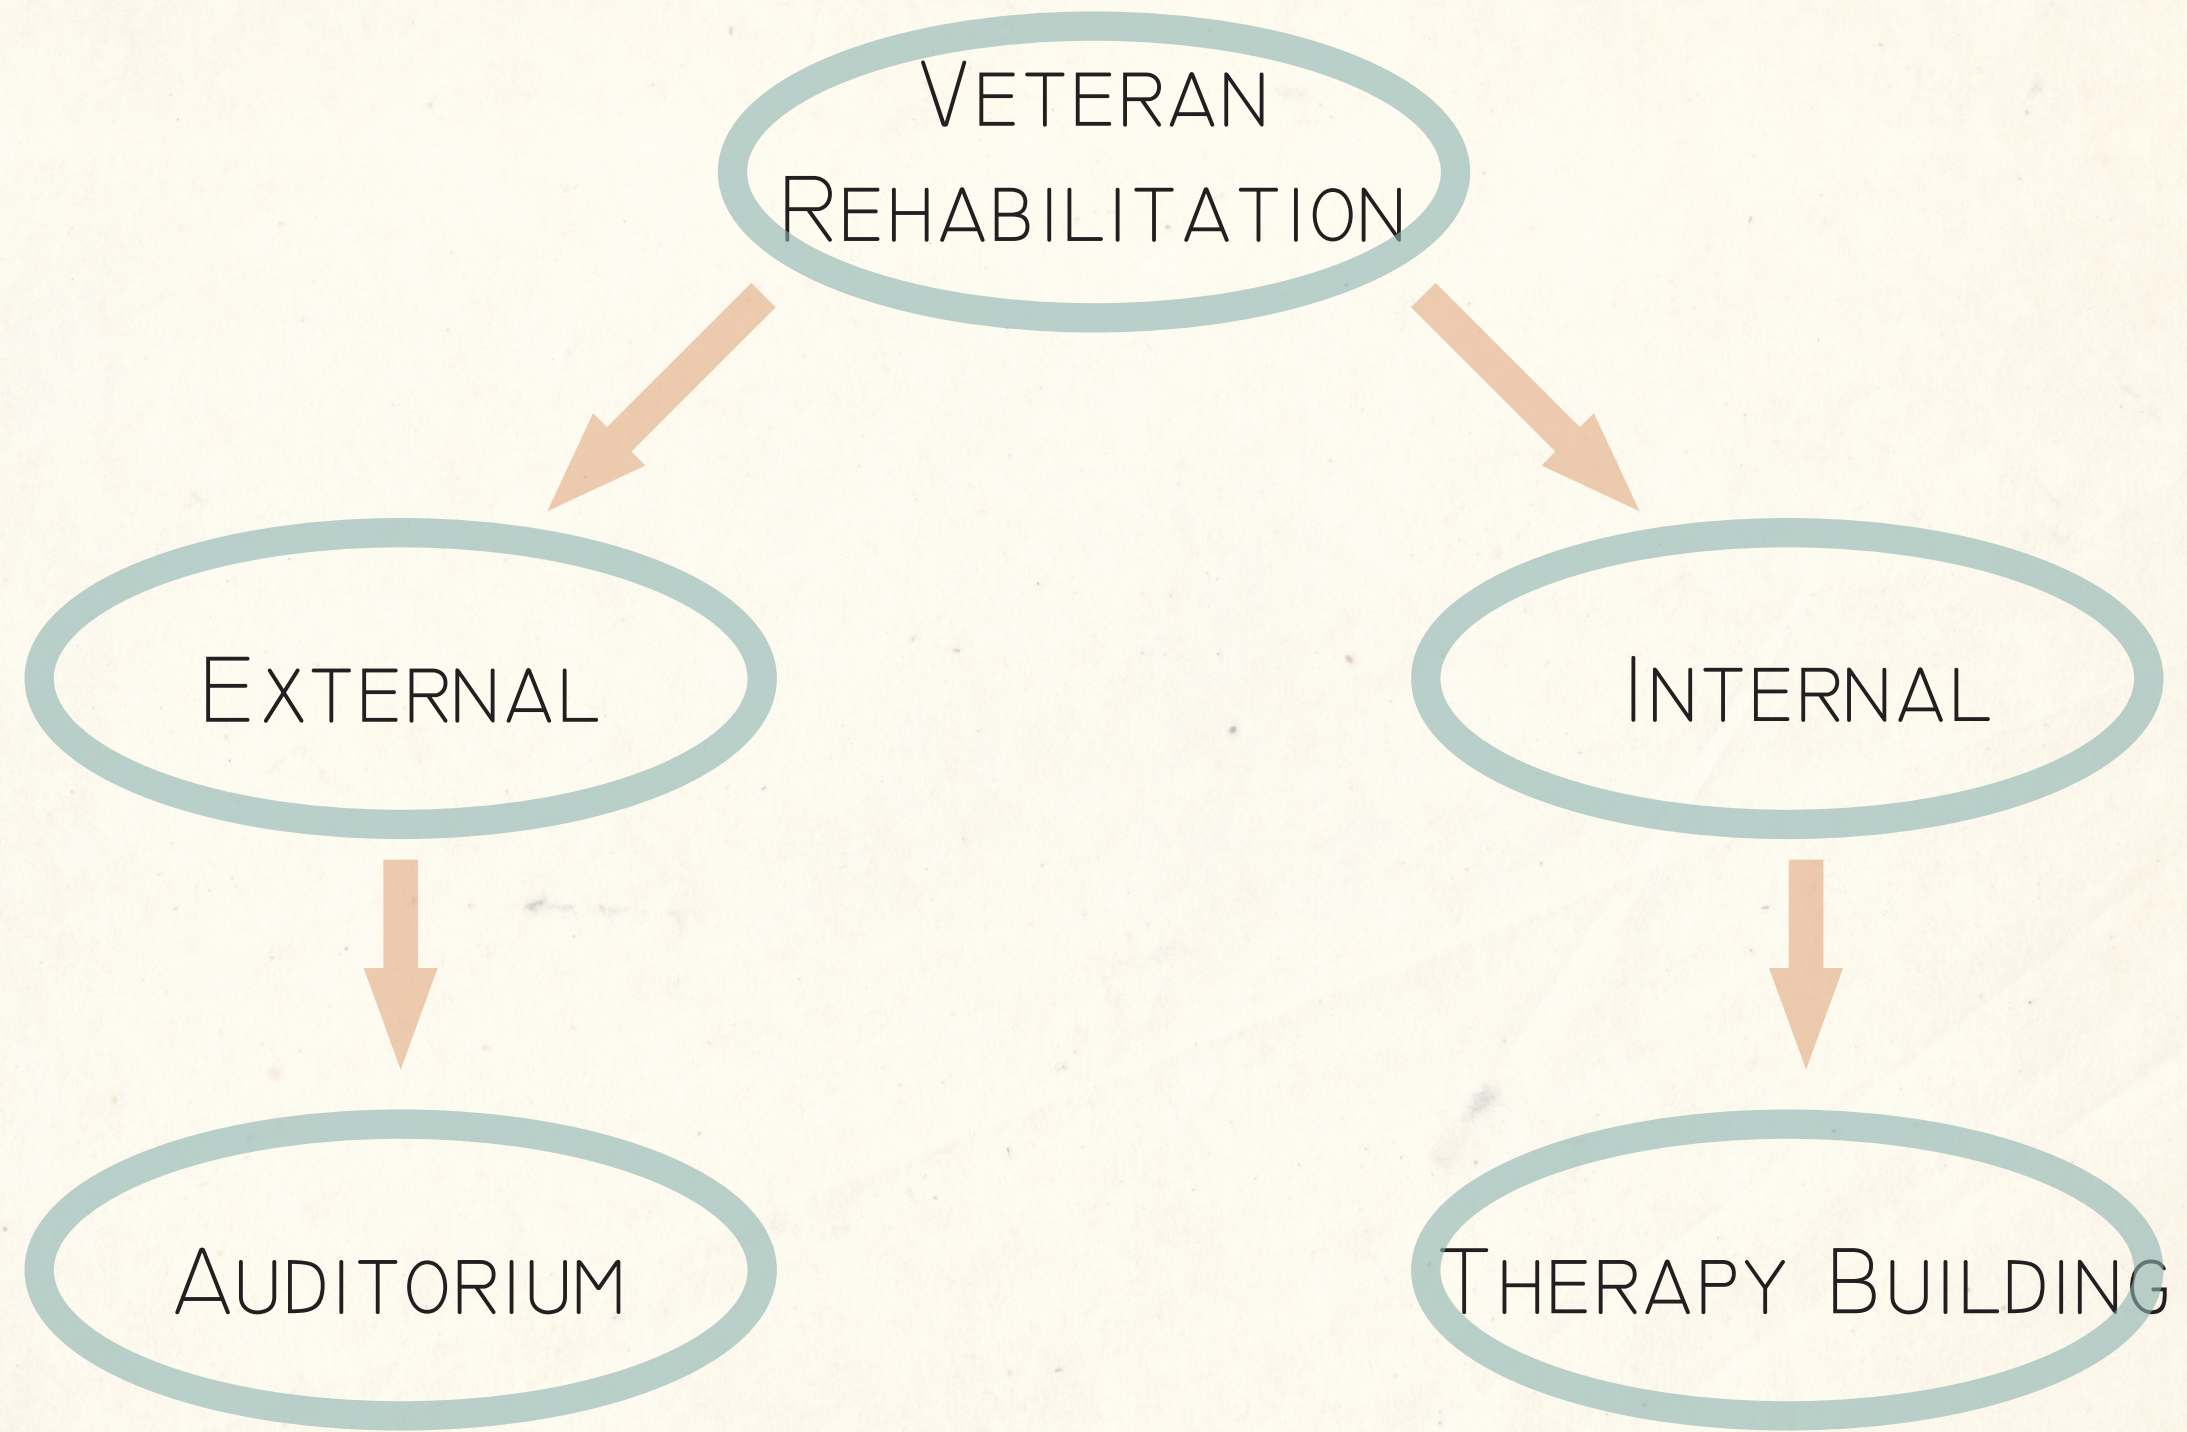 Veteran
Rehabilitation
External
Internal
Auditorium
Therapy Building